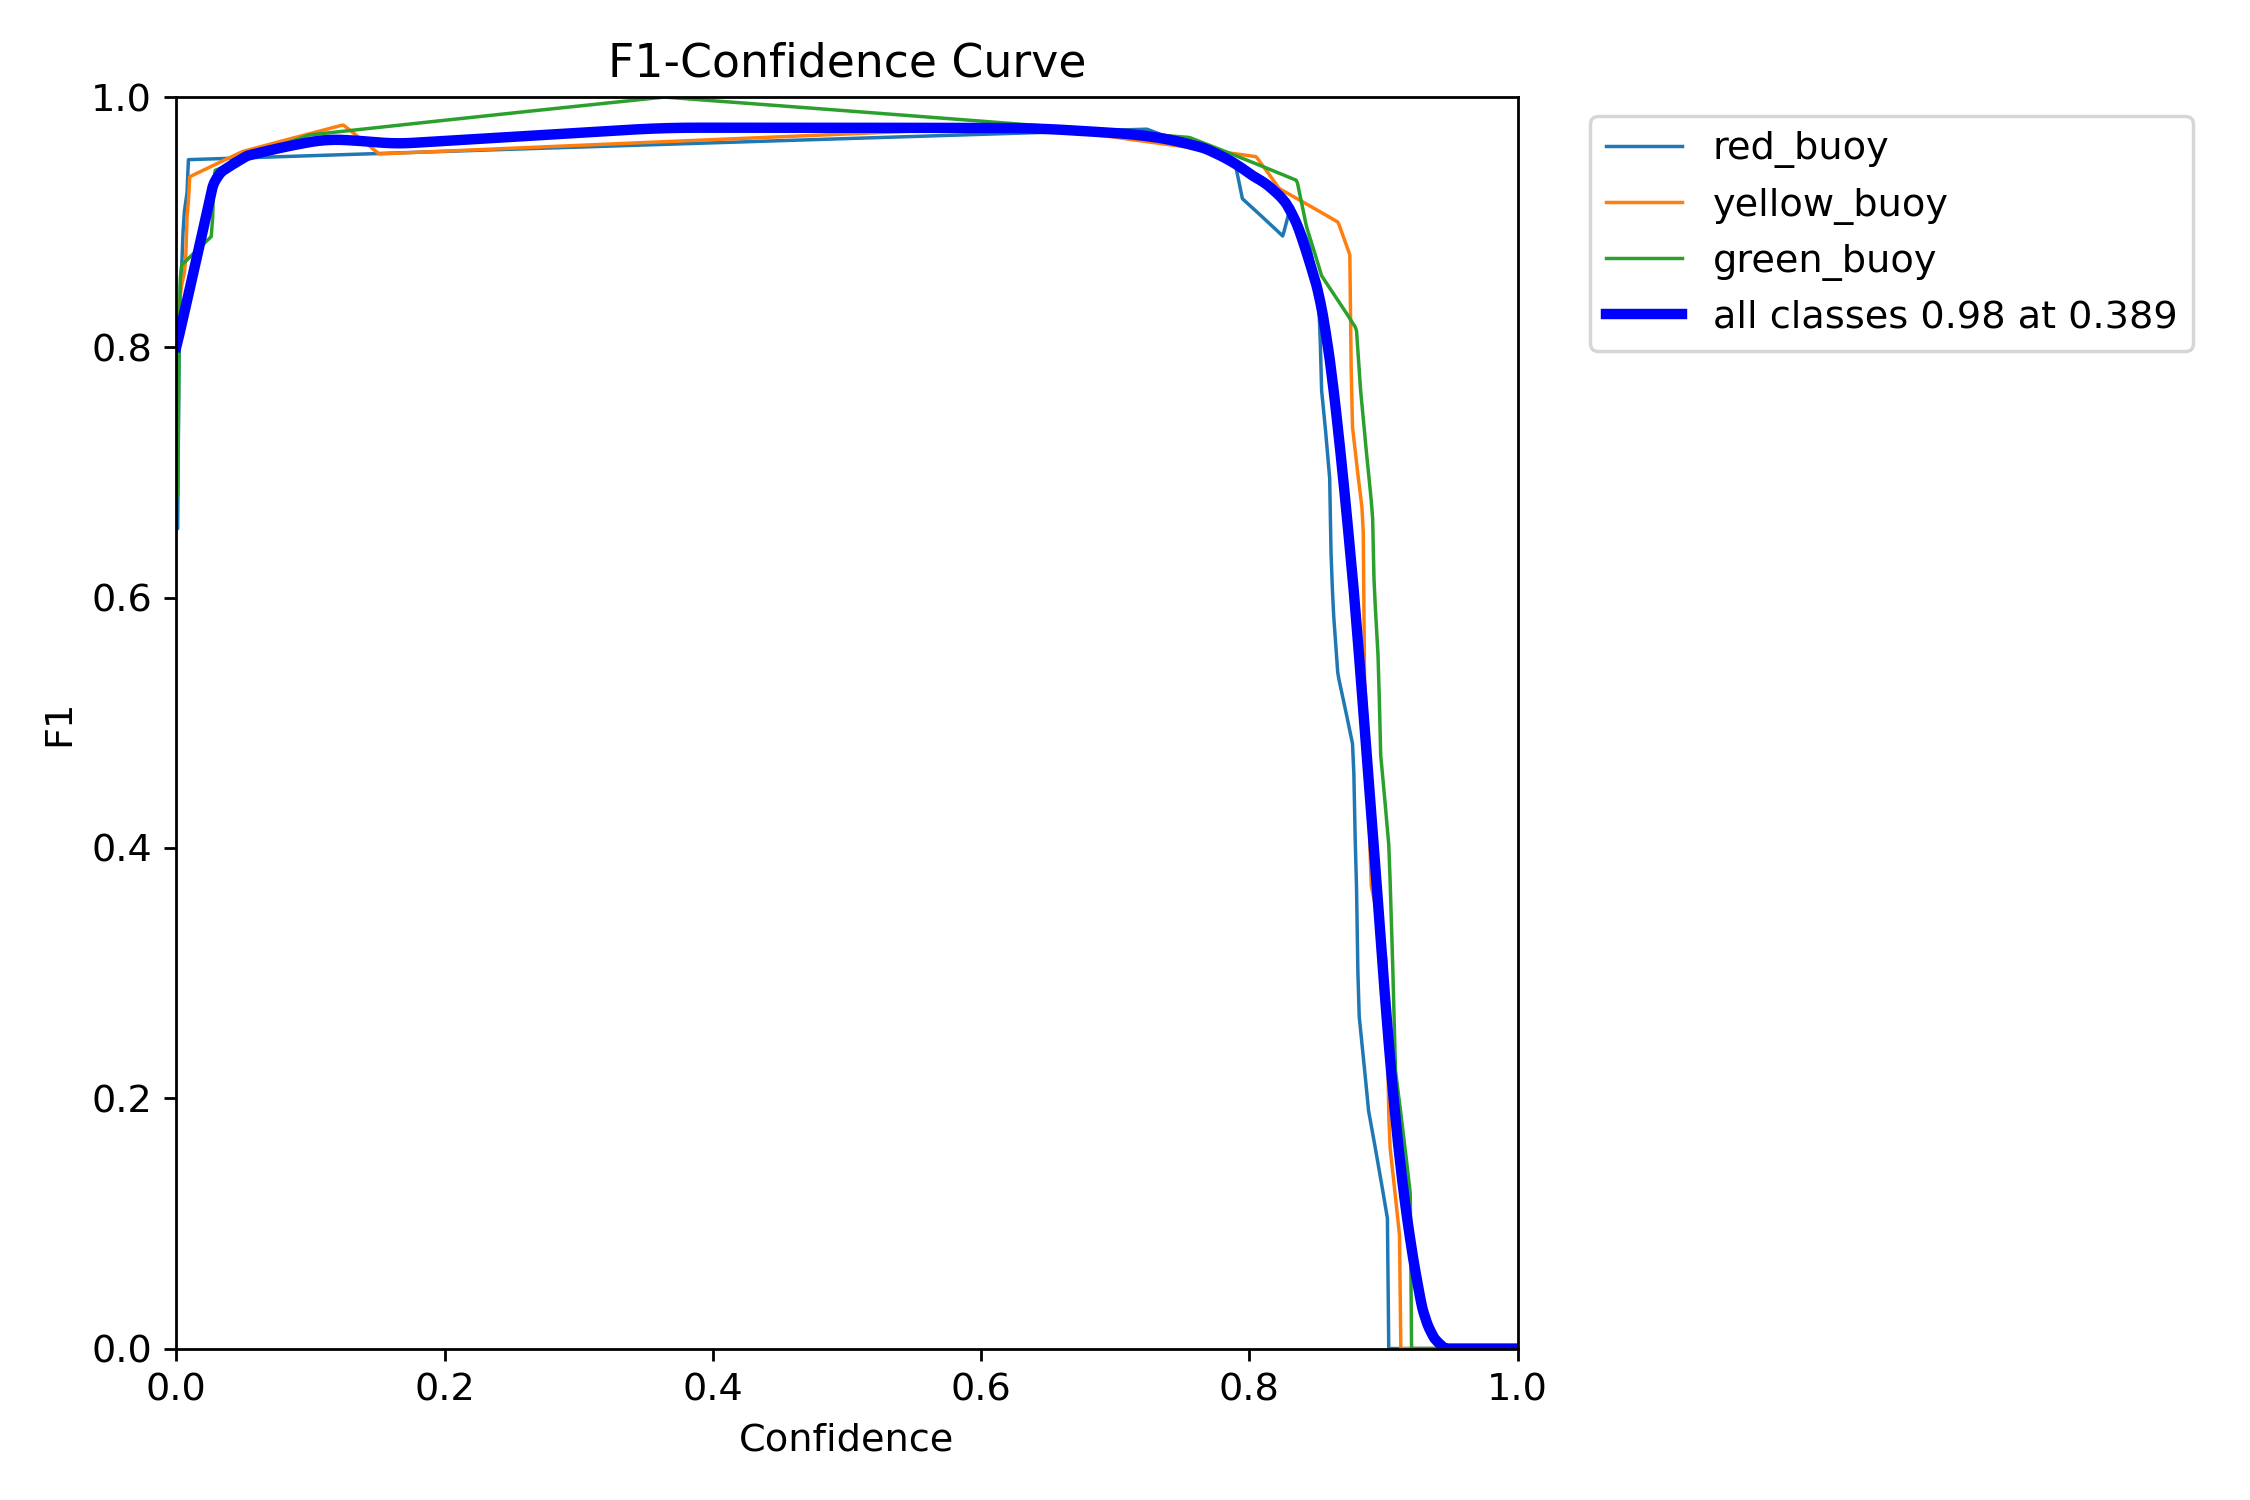 F1-Confidence Curve
1.0
0.8
0.6
0.4
0.2
0.0
F1
0.0 0.2 0.4 0.6 0.8 1.0
Confidence
red_buoy
yellow_buoy
green_buoy
all classes 0.98 at 0.389